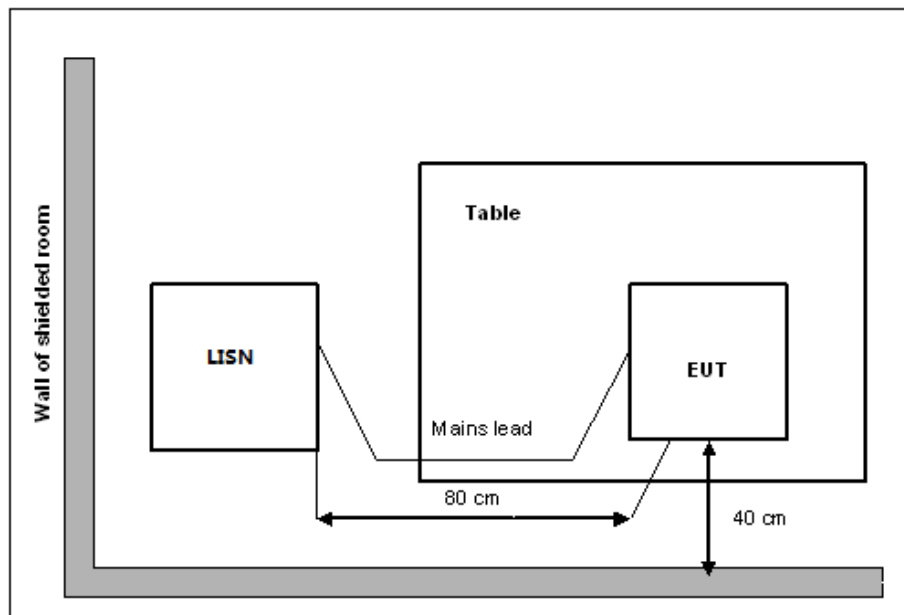 Wall of shielded room
Table
LISN
EUT
Mains lead
80 cm
40 cm